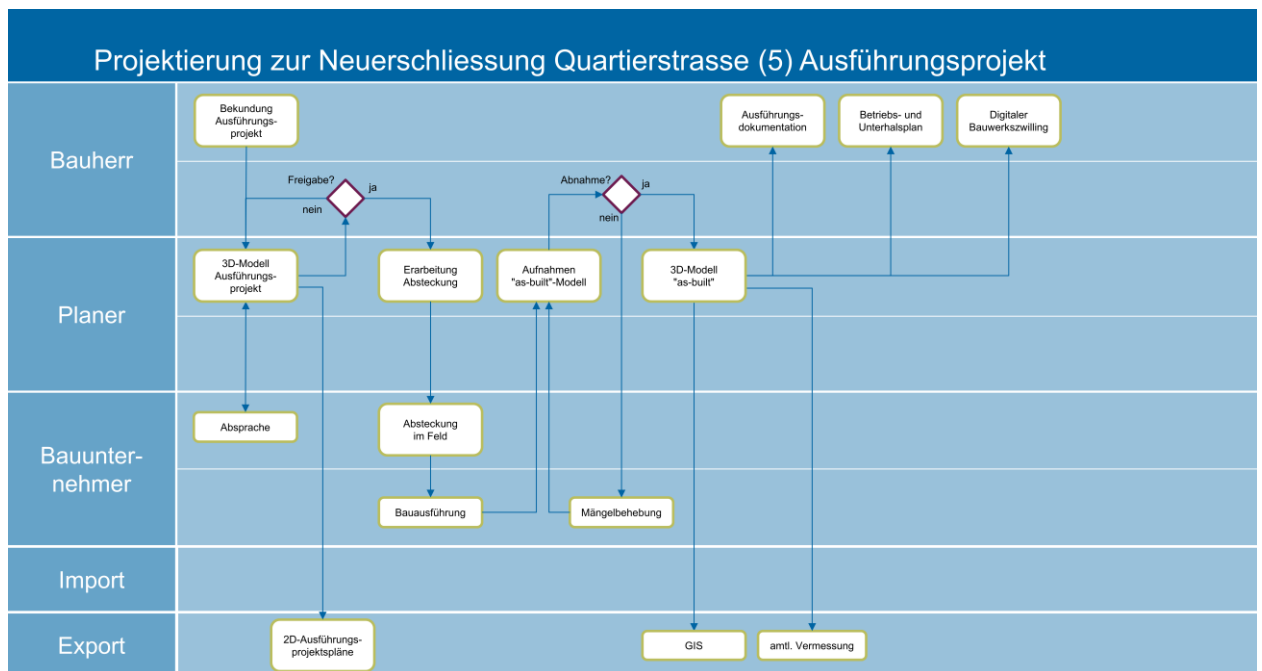 Projektierung zur Neuerschliessung Quartierstrasse (5) Ausführungsprojekt
Bauherr
Bekundung
Ausführungs-
projekt
Ausführungs-
dokumentation
Betriebs- und
Unterhalsplan
Digitaler
Bauwerkszwilling
Freigabe?
ja
nein
Abnahme?
ja
nein
Planer
3D-Modell
Ausführungs-
projekt
Erarbeitung
Absteckung
Aufnahmen
"as-built"-Modell
3D-Modell
"as-built"
Bauunter-
nehmer
Absprache
Absteckung
im Feld
Bauausführung
Mängelbehebung
Import
Export
2D-Ausführungs-
projektspläne
GIS
amtl. Vermessung